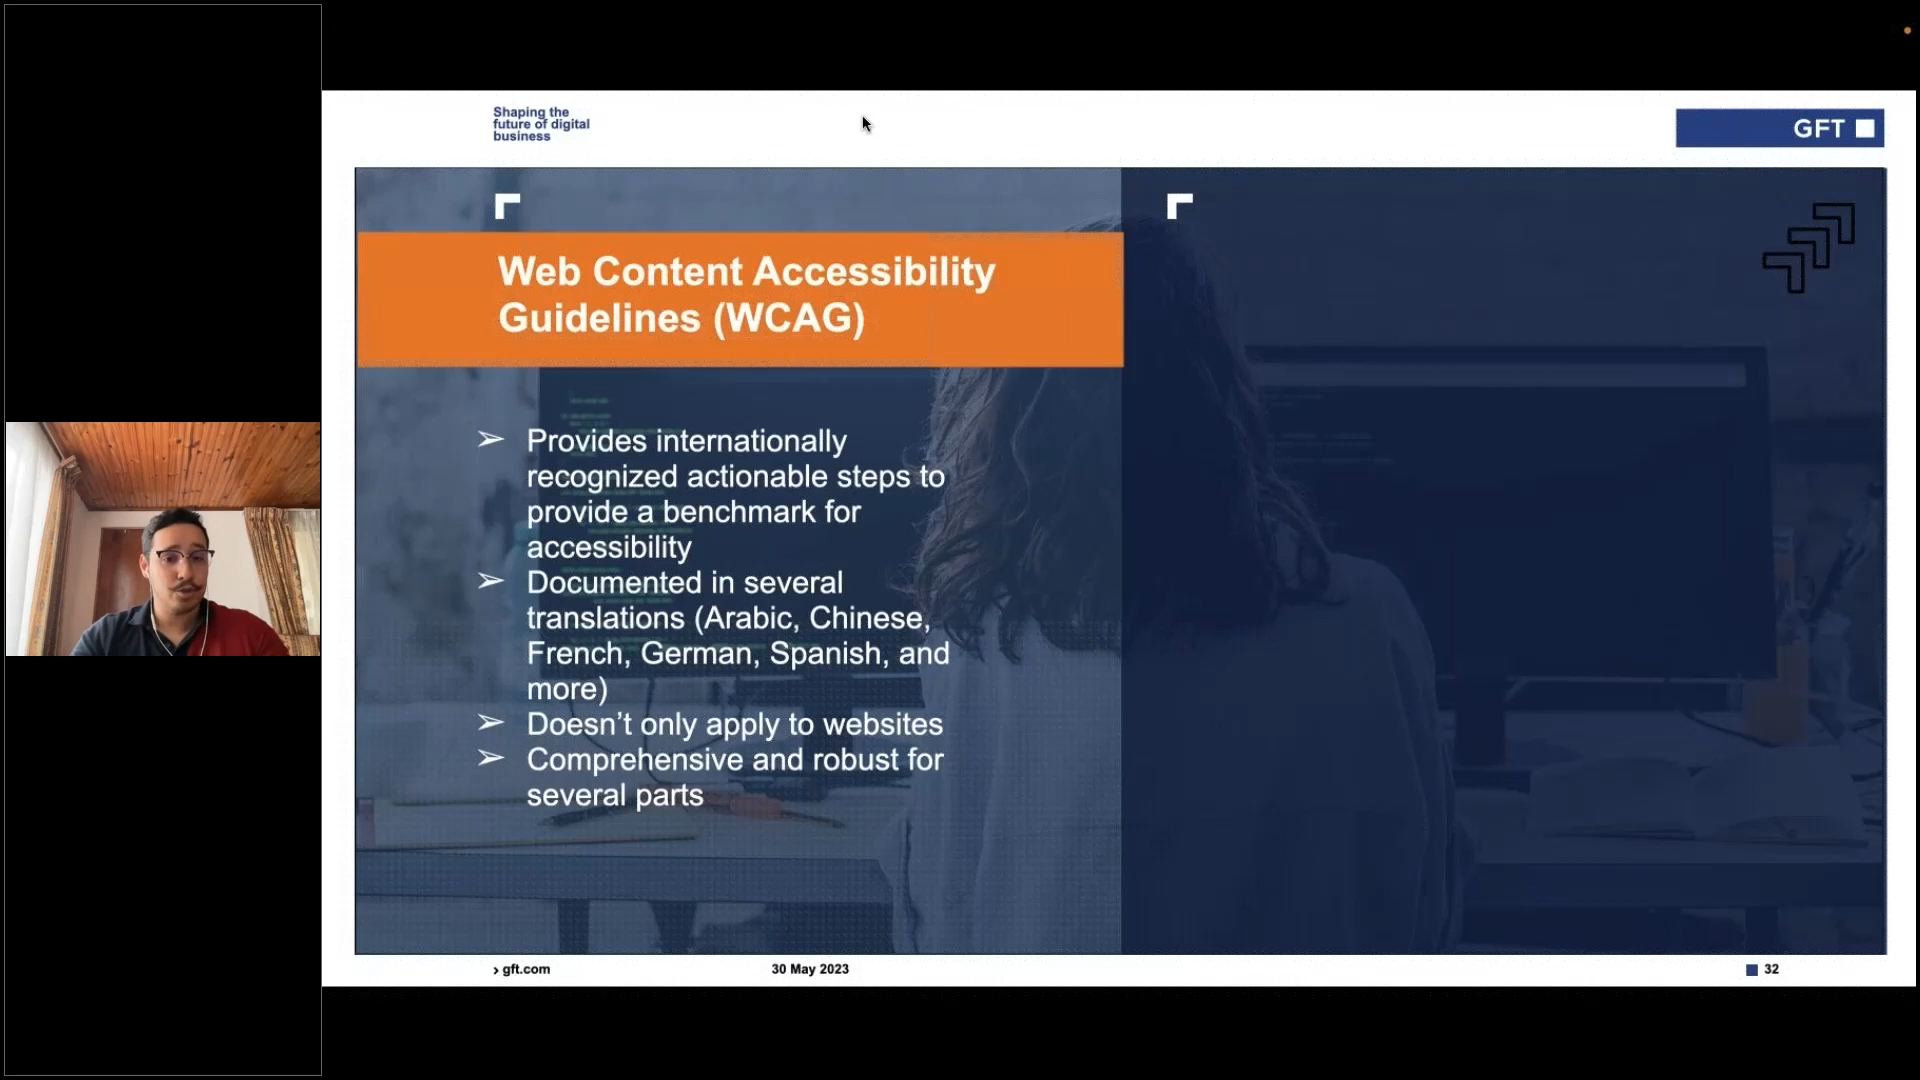 Shaping the
future of digital
business
GFT
Web Content Accessibility
Guidelines (WCAG)
➢ Provides internationally
recognized actionable steps to
provide a benchmark for
accessibility
➢ Documented in several
translations (Arabic, Chinese,
French, German, Spanish, and
more)
➢ Doesn’t only apply to websites
➢ Comprehensive and robust for
several parts
› gft.com
30 May 2023
32